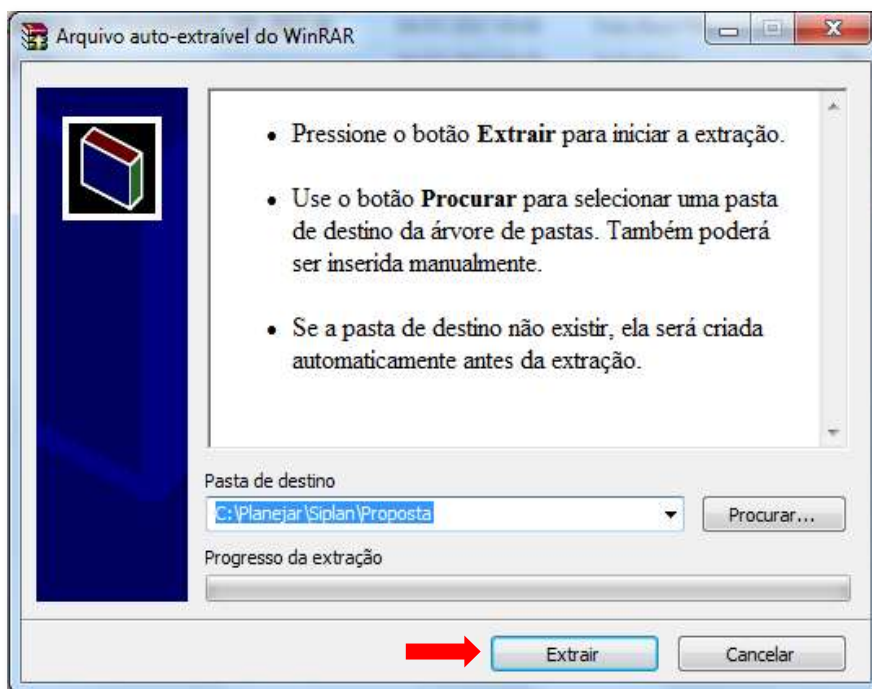 Arquivo auto-extraível do WinRAR
• Pressione o botão Extrair para iniciar a extração.
• Use o botão Procurar para selecionar uma pasta
de destino da árvore de pastas. Também poderá
ser inserida manualmente.
• Se a pasta de destino não existir, ela será criada
automaticamente antes da extração.
Pasta de destino
C:\Planejar\Siplan\Proposta
Procurar...
Progresso da extração
Extrair
Cancelar